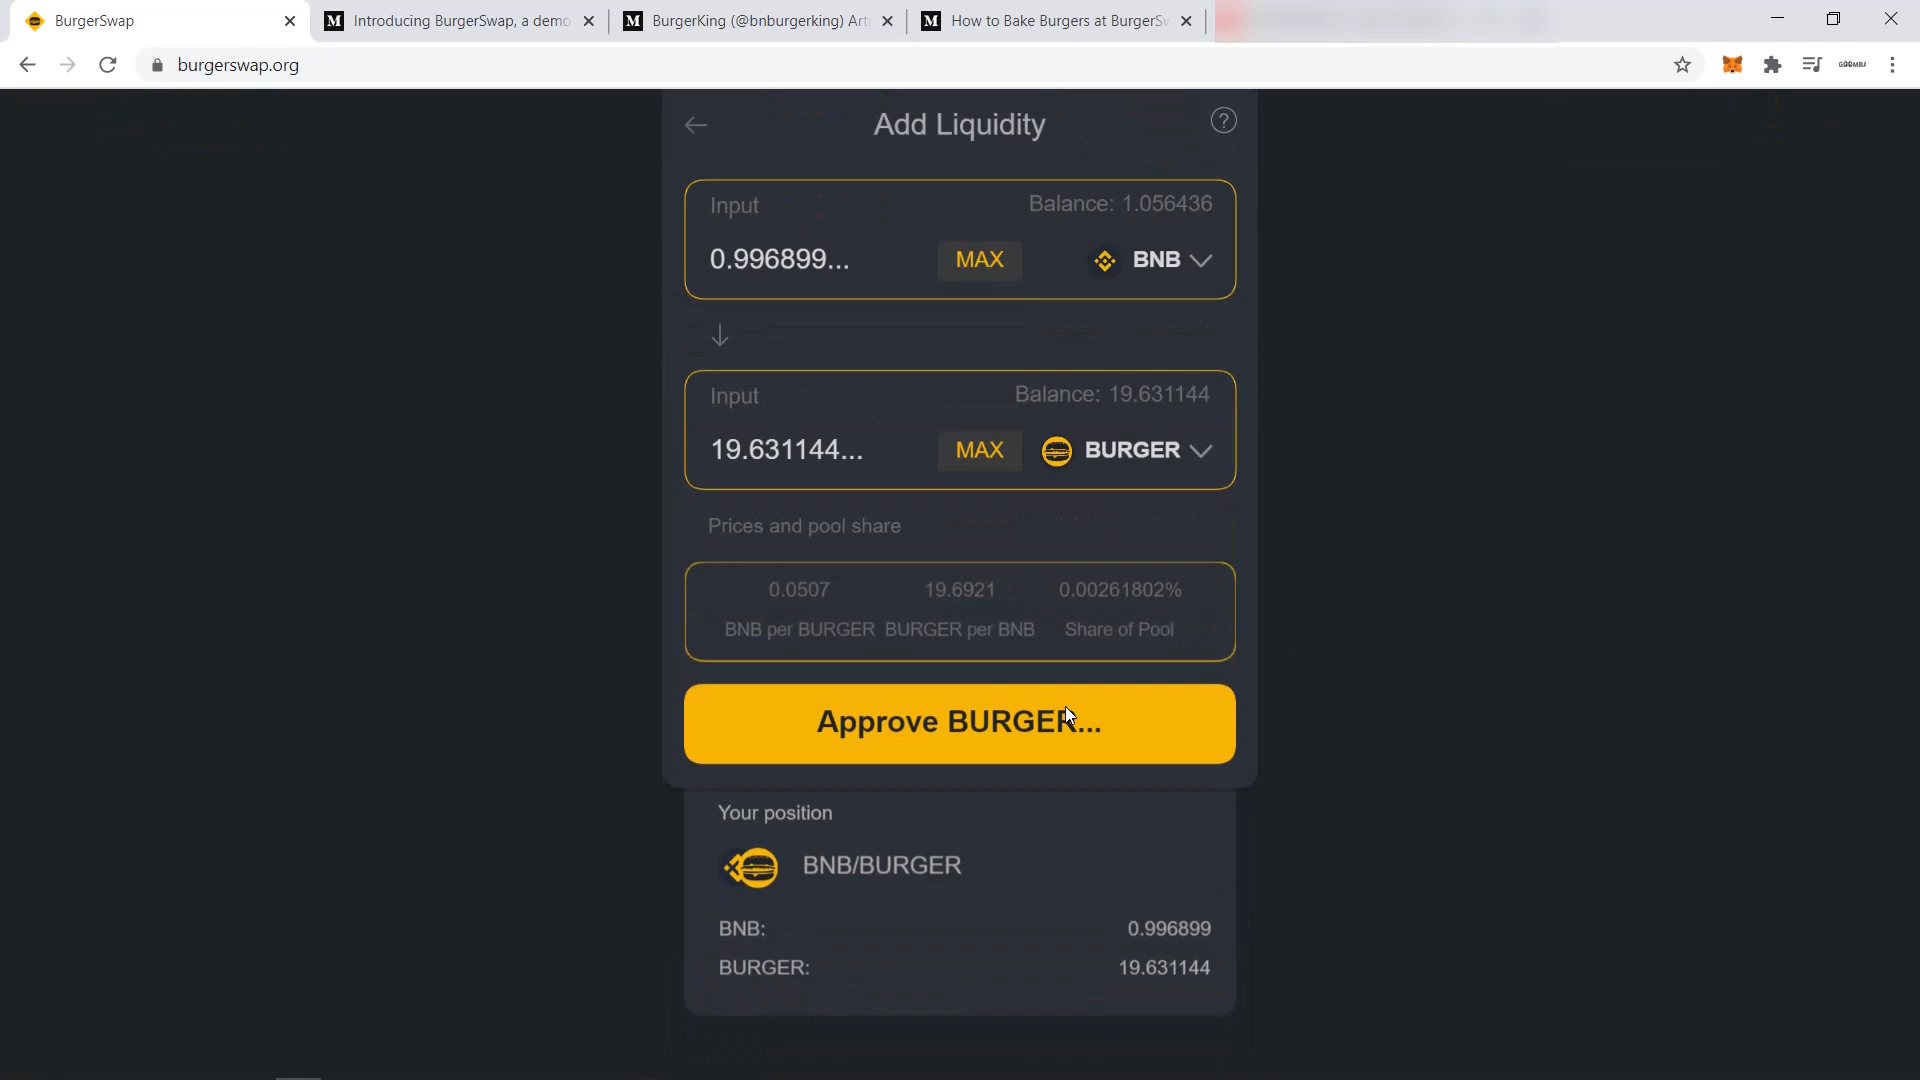 BurgerSwap
Introducing BurgerSwap, a demo
BurgerKing (@bnburgerking) Arti
How to Bake Burgers at BurgerSw
burgerswap.org
GOOMBA
Add Liquidity
?
Input
Balance: 1.056436
0.996899...
MAX
BNB
Input
Balance: 19.631144
19.631144...
MAX
BURGER
Prices and pool share
0.0507 19.6921 0.00261802%
BNB per BURGER BURGER per BNB Share of Pool
Approve BURGER...
Your position
BNB/BURGER
BNB: 0.996899
BURGER: 19.631144